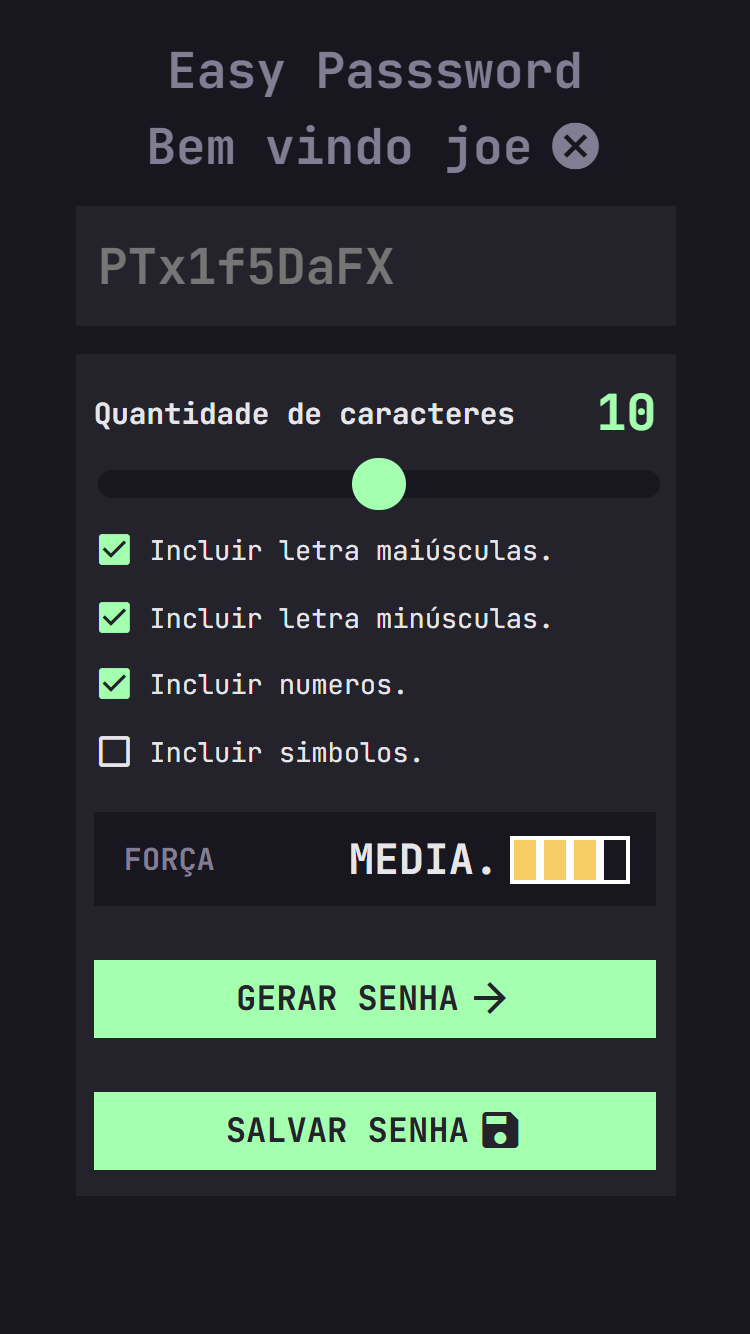 Easy Passsword
Bem vindo joe
PTx1f5DaFX
Quantidade de caracteres 10
Incluir letra maiúsculas.
Incluir letra minúsculas.
Incluir numeros.
Incluir simbolos.
FORÇA MEDIA.
GERAR SENHA
SALVAR SENHA